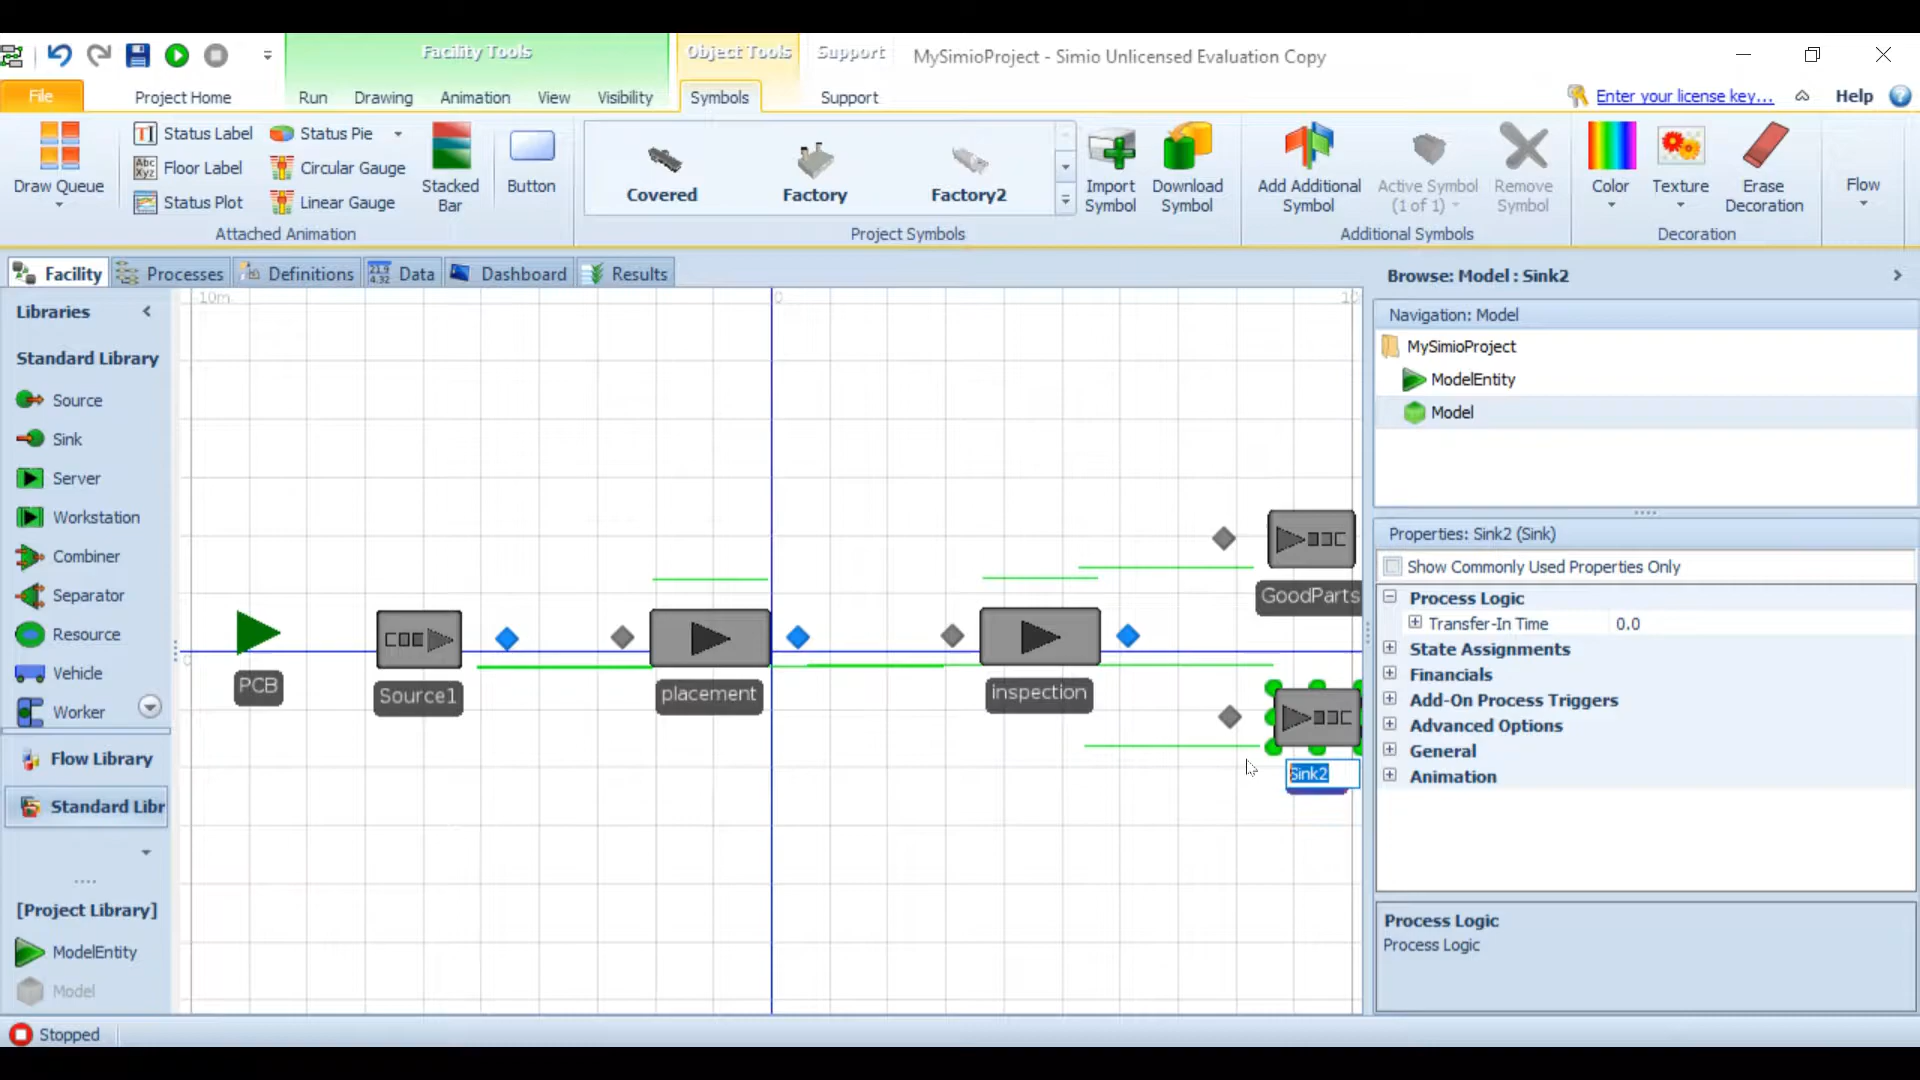 Facility Tools
Object Tools
Support
MySimioProject - Simio Unlicensed Evaluation Copy
File
Project Home
Run
Drawing
Animation
View
Visibility
Symbols
Support
Enter your license key...
Help
Draw Queue
Status Label
Floor Label
Status Plot
Status Pie
Circular Gauge
Linear Gauge
Stacked Bar
Button
Attached Animation
Covered
Factory
Factory2
Project Symbols
Import Symbol
Download Symbol
Add Additional Symbol
Active Symbol (1 of 1)
Remove Symbol
Additional Symbols
Color
Texture
Erase Decoration
Decoration
Flow
Facility
Processes
Definitions
Data
Dashboard
Results
Libraries
Standard Library
Source
Sink
Server
Workstation
Combiner
Separator
Resource
Vehicle
Worker
Flow Library
Standard Libr
[Project Library]
ModelEntity
Model
10m
0
10
0
PCB
Source1
placement
inspection
GoodParts
Sink2
Browse: Model : Sink2
Navigation: Model
MySimioProject
ModelEntity
Model
Properties: Sink2 (Sink)
Show Commonly Used Properties Only
Process Logic
Transfer-In Time 0.0
State Assignments
Financials
Add-On Process Triggers
Advanced Options
General
Animation
Process Logic
Process Logic
Stopped